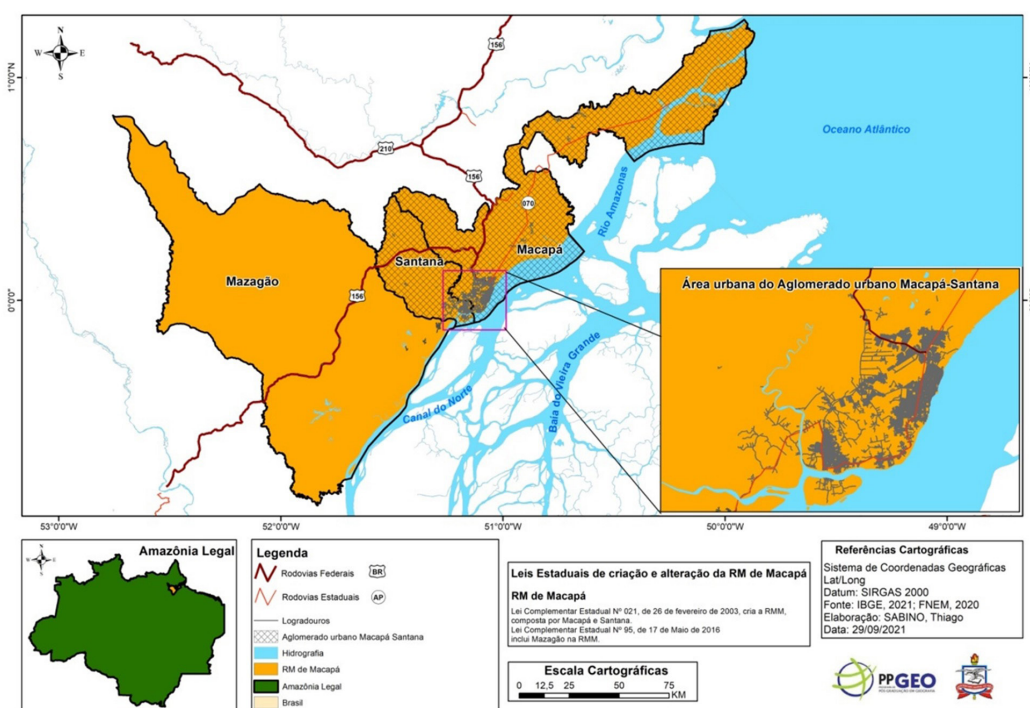 N
W E
S
1°0'0"N
0°0'0"
156
210
156
070
156
Oceano Atlântico
Rio Amazonas
Macapá
Santana
Mazagão
Canal do Norte
Baia do Vieira Grande
Área urbana do Aglomerado urbano Macapá-Santana
53°0'0"W
52°0'0"W
51°0'0"W
50°0'0"W
49°0'0"W
Amazônia Legal
Legenda
Rodovias Federais BR
Rodovias Estaduais AP
Logradouros
Aglomerado urbano Macapá Santana
Hidrografia
RM de Macapá
Amazônia Legal
Brasil
Leis Estaduais de criação e alteração da RM de Macapá
RM de Macapá
Lei Complementar Estadual Nº 021, de 26 de fevereiro de 2003, cria a RMM,
composta por Macapá e Santana.
Lei Complementar Estadual Nº 95, de 17 de Maio de 2016
inclui Mazagão na RMM.
Escala Cartográficas
0 12,5 25 50 75
KM
Referências Cartográficas
Sistema de Coordenadas Geográficas
Lat/Long
Datum: SIRGAS 2000
Fonte: IBGE, 2021; FNEM, 2020
Elaboração: SABINO, Thiago
Data: 29/09/2021
PPGEO